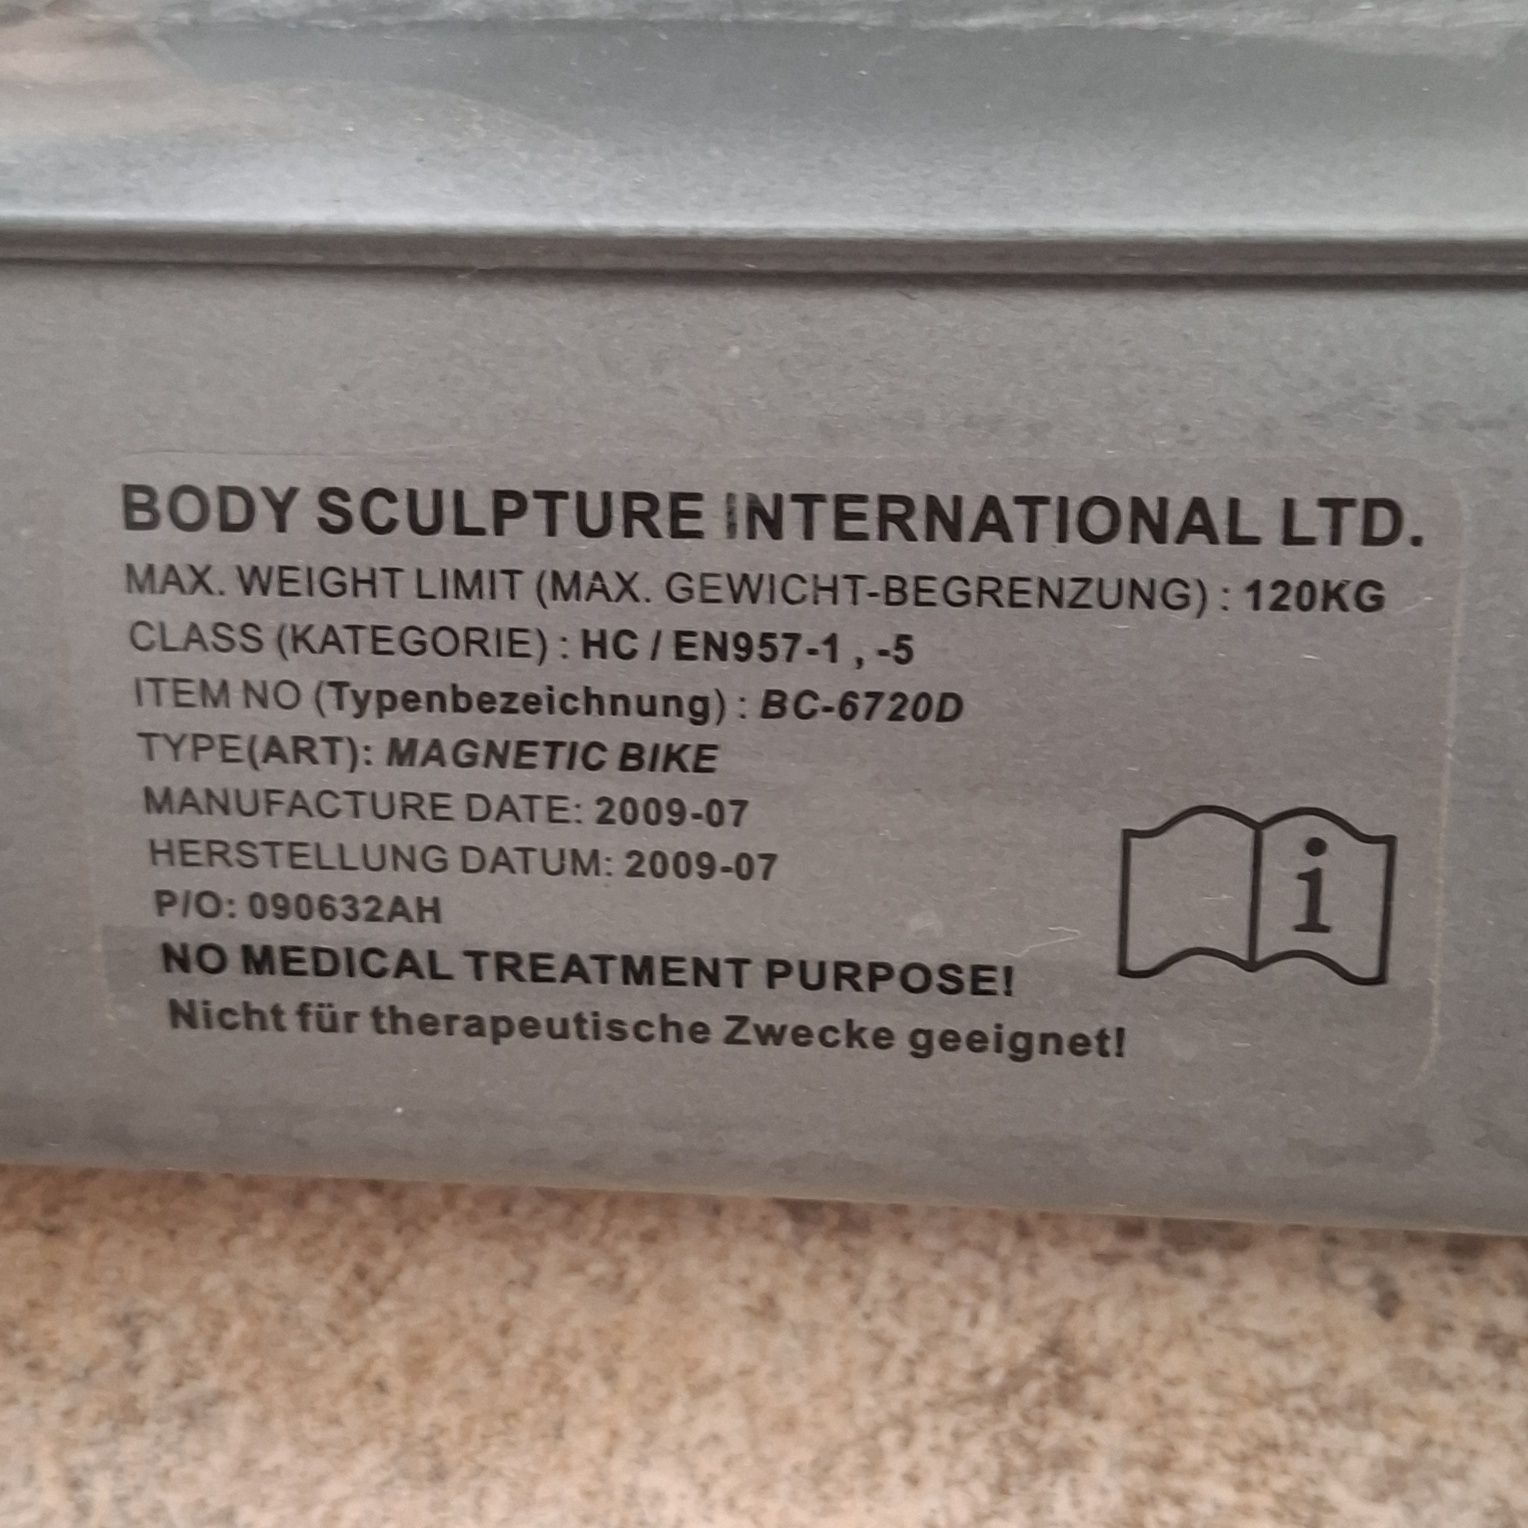 BODY SCULPTURE INTERNATIONAL LTD.
MAX. WEIGHT LIMIT (MAX. GEWICHT-BEGRENZUNG) : 120KG
CLASS (KATEGORIE) : HC / EN957-1 , -5
ITEM NO (Typenbezeichnung) : BC-6720D
TYPE(ART): MAGNETIC BIKE
MANUFACTURE DATE: 2009-07
HERSTELLUNG DATUM: 2009-07
P/O: 090632AH
i
NO MEDICAL TREATMENT PURPOSE!
Nicht für therapeutische Zwecke geeignet!